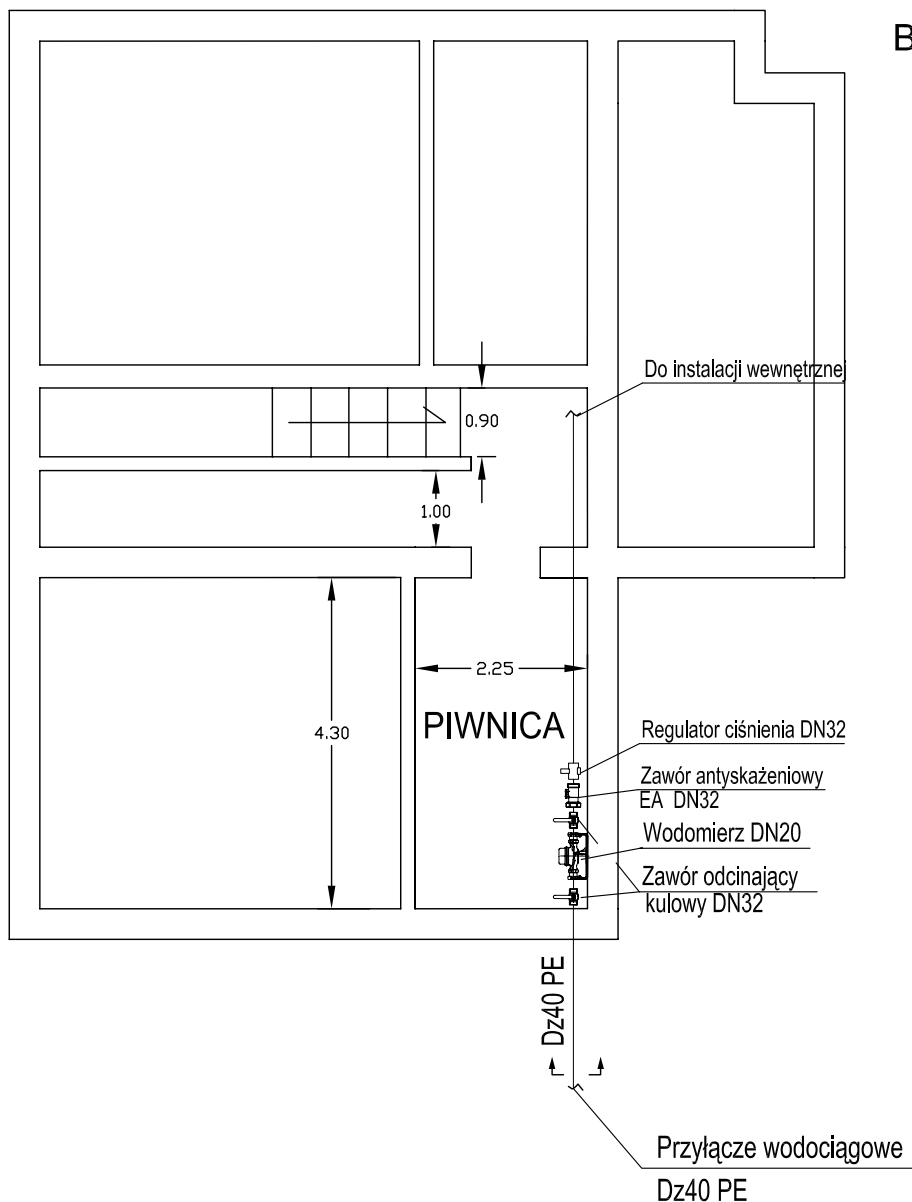 B
Do instalacji wewnętrznej
0.90
1.00
2.25
4.30
PIWNICA
Regulator ciśnienia DN32
Zawór antyskażeniowy
EA DN32
Wodomierz DN20
Zawór odcinający
kulowy DN32
Dz40 PE
Przyłącze wodociągowe
Dz40 PE